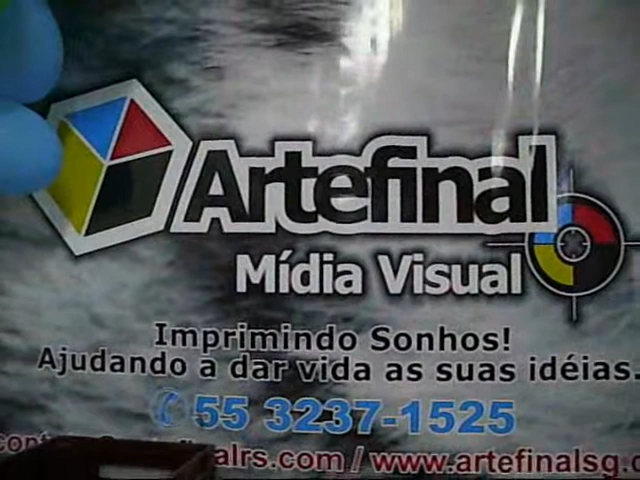 Artefinal
Mídia Visual
Imprimindo Sonhos!
Ajudando a dar vida as suas idéias.
55 3237-1525
alrs.com / www.artefinalsg.